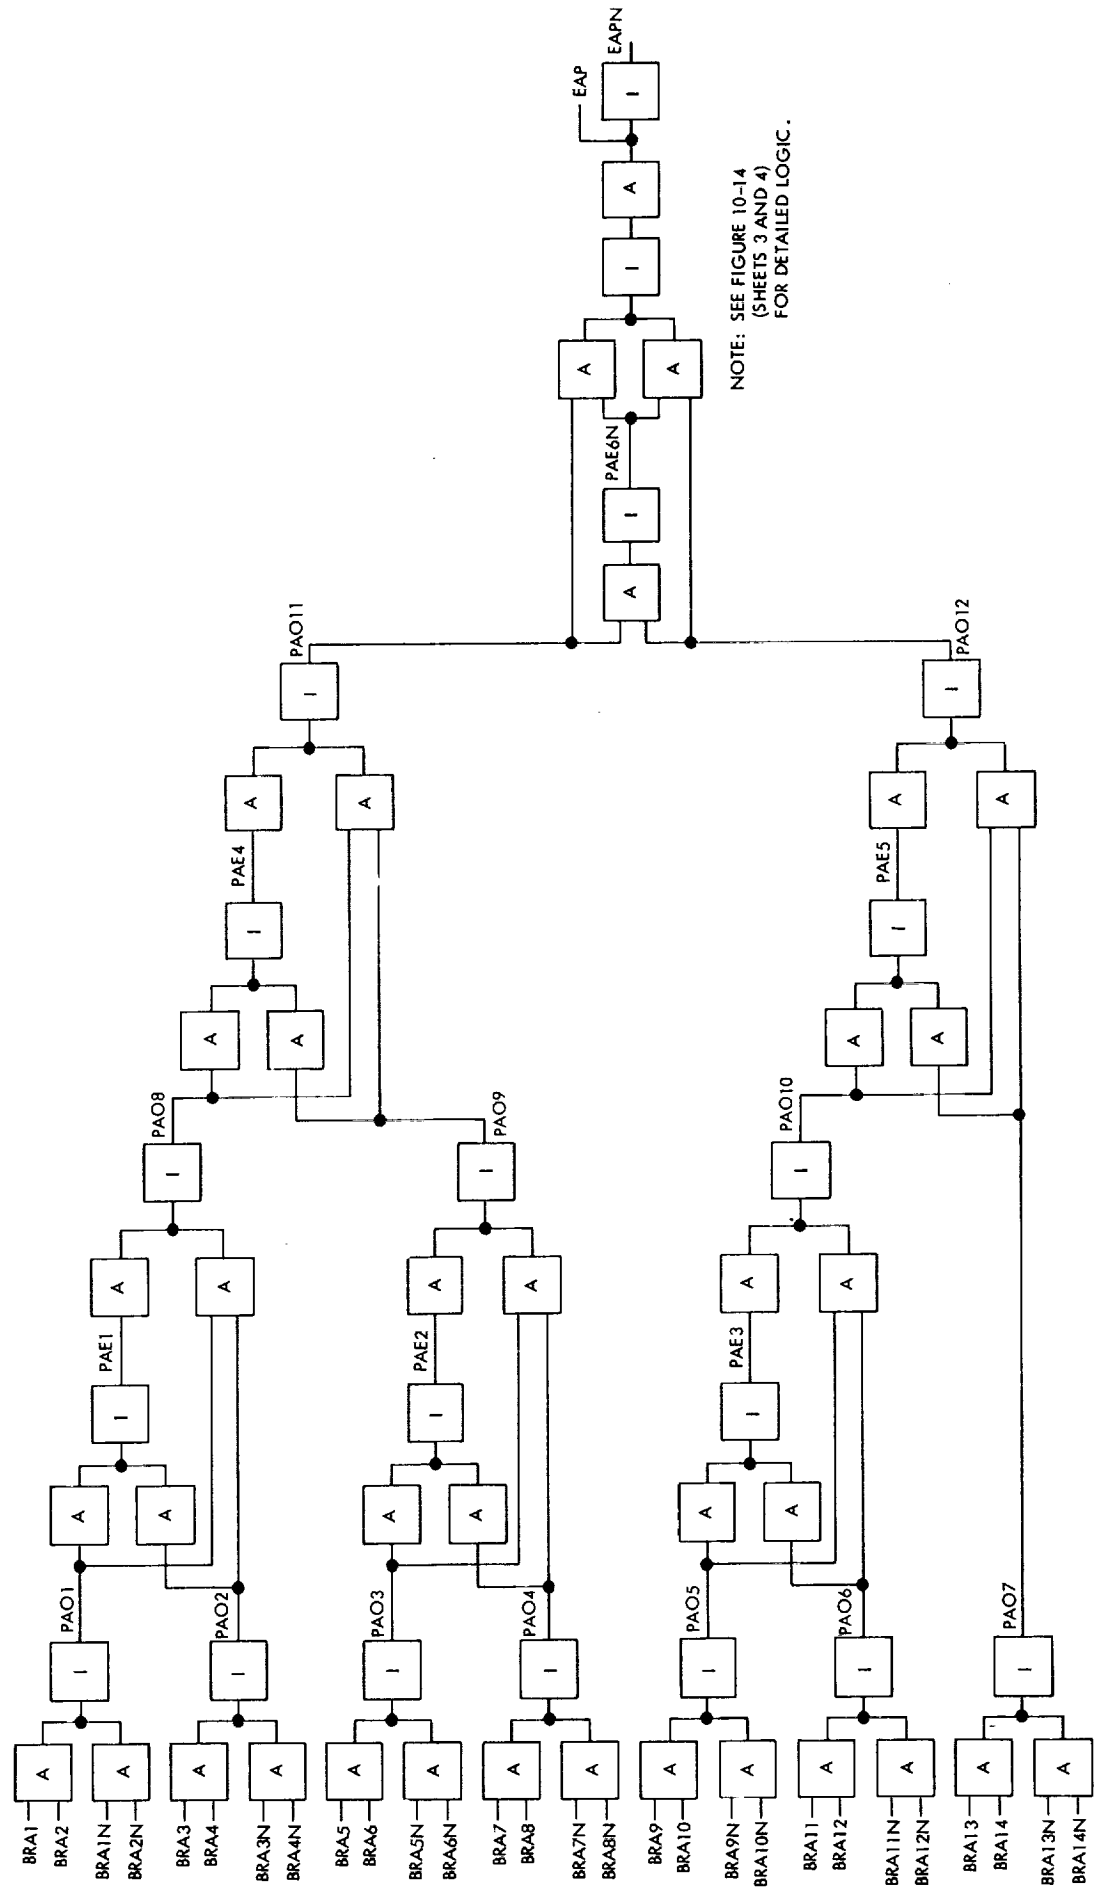 BRA1
BRA2
BRA1N
BRA2N
BRA3
BRA4
BRA3N
BRA4N
BRA5
BRA6
BRA5N
BRA6N
BRA7
BRA8
BRA7N
BRA8N
BRA9
BRA10
BRA9N
BRA10N
BRA11
BRA12
BRA11N
BRA12N
BRA13
BRA14
BRA13N
BRA14N
A
A
A
A
A
A
A
A
A
A
A
A
A
A
I
I
I
I
I
I
I
PAO1
PAO2
PAO3
PAO4
PAO5
PAO6
PAO7
A
A
A
A
A
A
I
I
I
PAE1
PAE2
PAE3
A
A
A
A
A
A
I
I
I
PAO8
PAO9
PAO10
A
A
A
A
I
I
PAE4
PAE5
A
A
A
A
I
I
PAO11
PAO12
A
I
PAE6N
A
A
I
A
EAP
I
EAPN
NOTE: SEE FIGURE 10-14
(SHEETS 3 AND 4)
FOR DETAILED LOGIC.